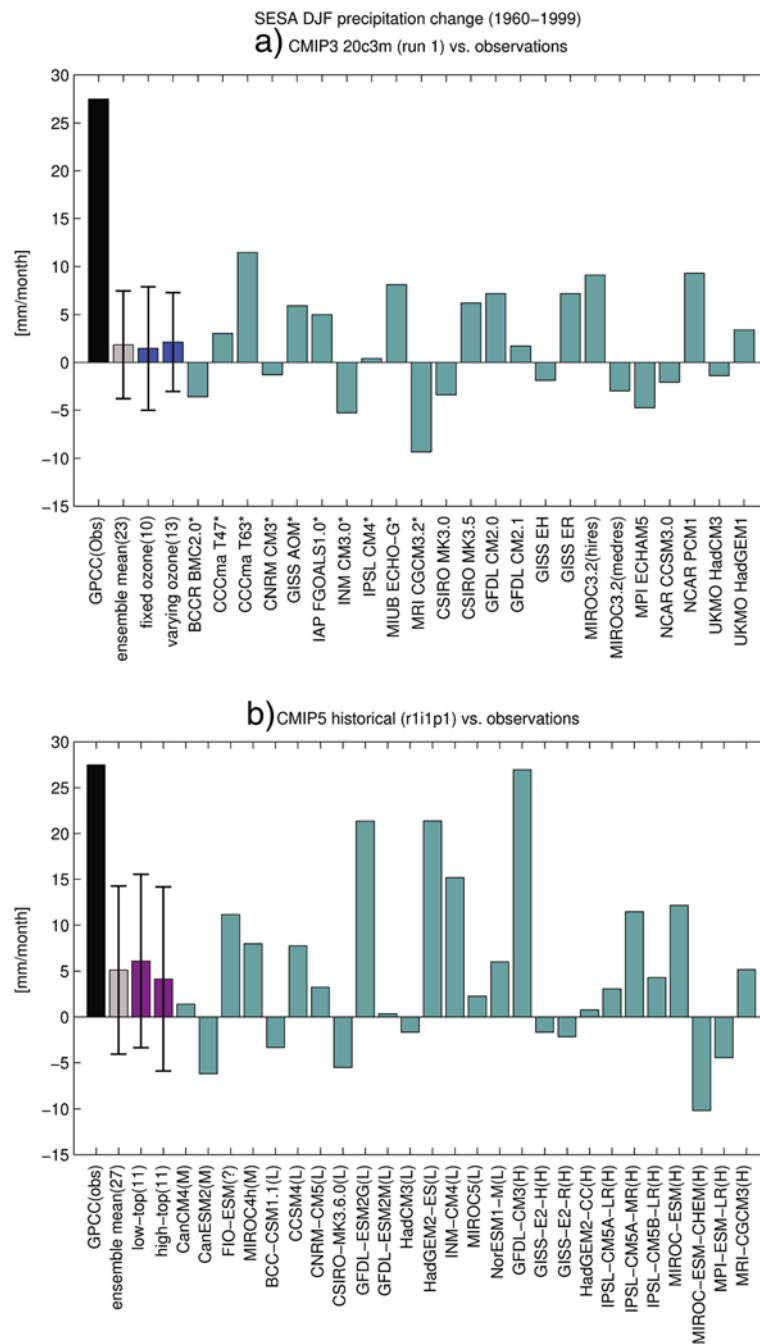 SESA DJF precipitation change (1960−1999)
a) CMIP3 20c3m (run 1) vs. observations
30
25
20
15
10
5
0
−5
−10
−15
[mm/month]
GPCC(Obs)
ensemble mean(23)
fixed ozone(10)
varying ozone(13)
BCCR BMC2.0*
CCCma T47*
CCCma T63*
CNRM CM3*
GISS AOM*
IAP FGOALS1.0*
INM CM3.0*
IPSL CM4*
MIUB ECHO−G*
MRI CGCM3.2*
CSIRO MK3.0
CSIRO MK3.5
GFDL CM2.0
GFDL CM2.1
GISS EH
GISS ER
MIROC3.2(hires)
MIROC3.2(medres)
MPI ECHAM5
NCAR CCSM3.0
NCAR PCM1
UKMO HadCM3
UKMO HadGEM1
b) CMIP5 historical (r1i1p1) vs. observations
30
25
20
15
10
5
0
−5
−10
−15
[mm/month]
GPCC(obs)
ensemble mean(27)
low−top(11)
high−top(11)
CanCM4(M)
CanESM2(M)
FIO−ESM(?)
MIROC4h(M)
BCC−CSM1.1(L)
CCSM4(L)
CNRM−CM5(L)
CSIRO−MK3.6.0(L)
GFDL−ESM2G(L)
GFDL−ESM2M(L)
HadCM3(L)
HadGEM2−ES(L)
INM−CM4(L)
MIROC5(L)
NorESM1−M(L)
GFDL−CM3(H)
GISS−E2−H(H)
GISS−E2−R(H)
HadGEM2−CC(H)
IPSL−CM5A−LR(H)
IPSL−CM5A−MR(H)
IPSL−CM5B−LR(H)
MIROC−ESM(H)
MIROC−ESM−CHEM(H)
MPI−ESM−LR(H)
MRI−CGCM3(H)